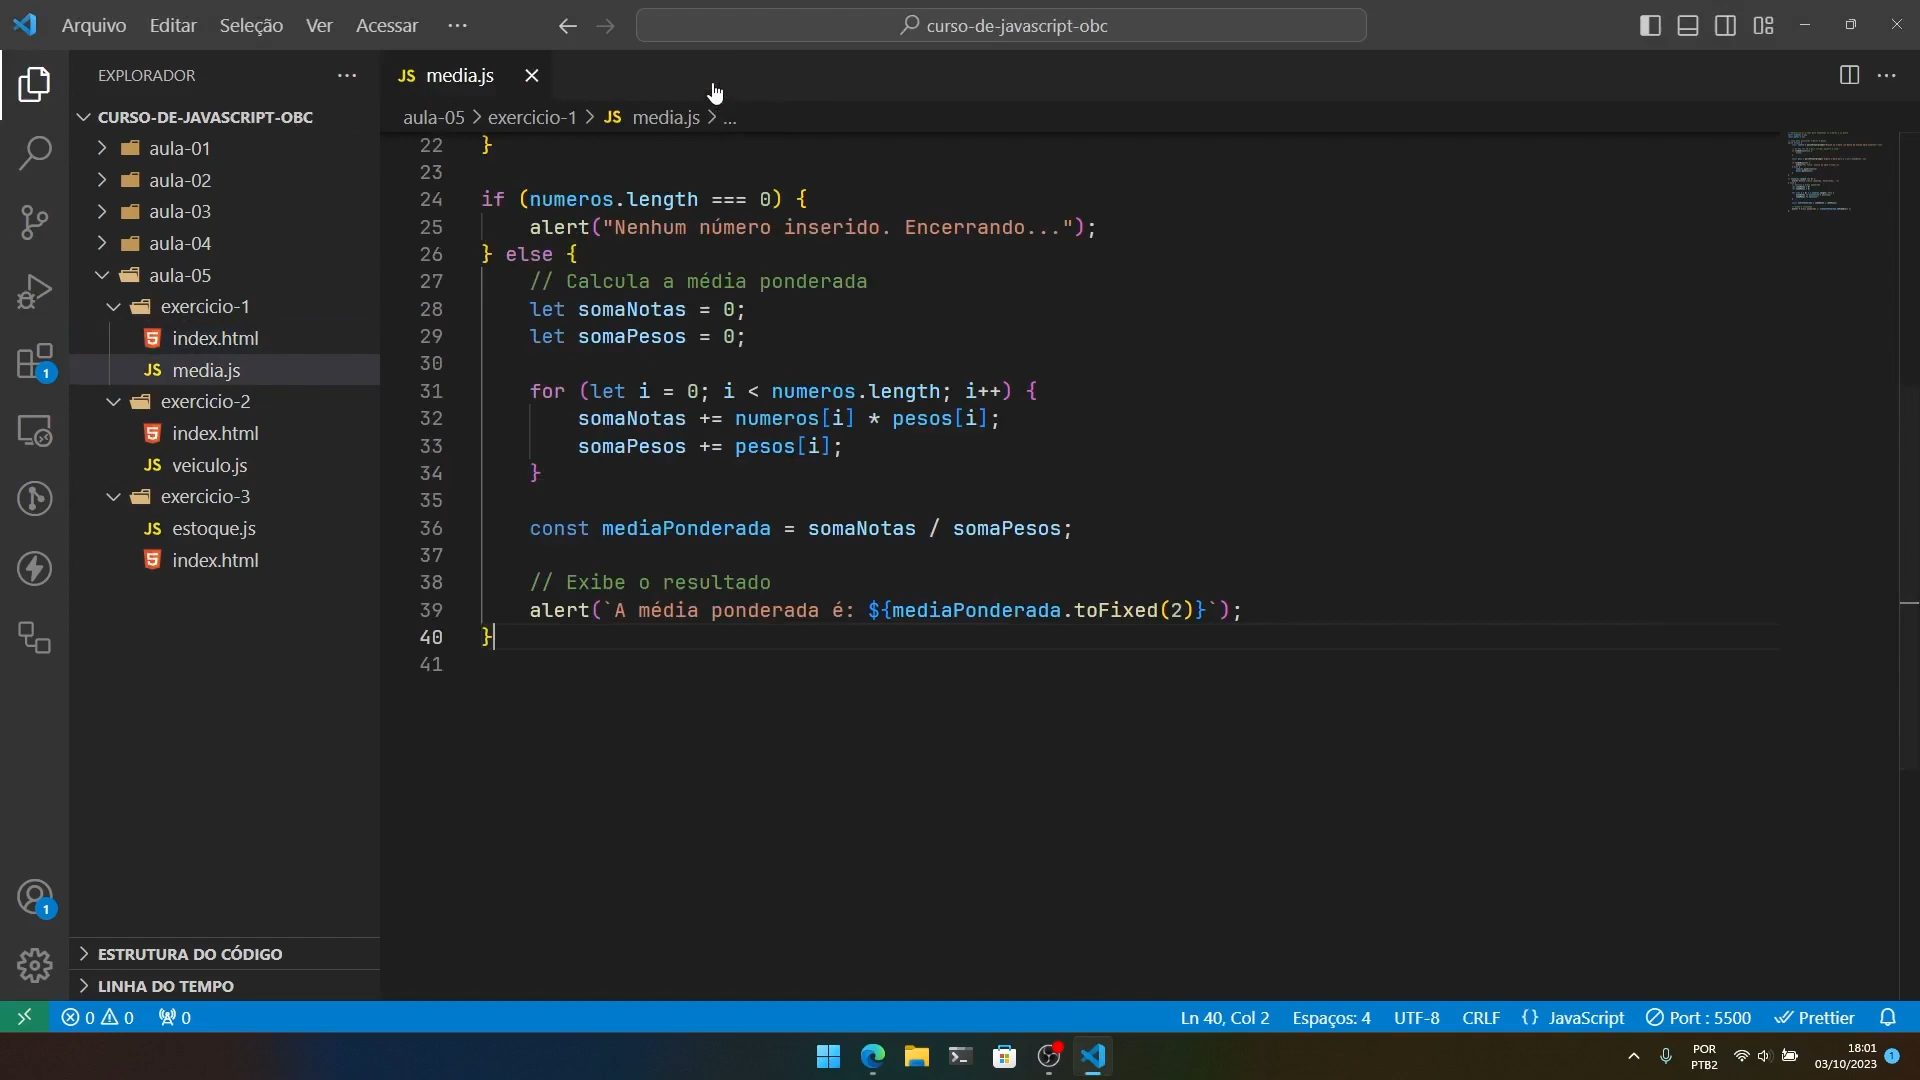 Arquivo Editar Seleção Ver Acessar ··· curso-de-javascript-obc
EXPLORADOR ···
JS media.js
CURSO-DE-JAVASCRIPT-OBC
aula-05 > exercicio-1 > JS media.js > ...
aula-01
aula-02
aula-03
aula-04
aula-05
exercicio-1
index.html
JS media.js
exercicio-2
index.html
JS veiculo.js
exercicio-3
JS estoque.js
index.html
ESTRUTURA DO CÓDIGO
LINHA DO TEMPO
1
1
22 }
23
24 if (numeros.length === 0) {
25 alert("Nenhum número inserido. Encerrando...");
26 } else {
27 // Calcula a média ponderada
28 let somaNotas = 0;
29 let somaPesos = 0;
30
31 for (let i = 0; i < numeros.length; i++) {
32 somaNotas += numeros[i] * pesos[i];
33 somaPesos += pesos[i];
34 }
35
36 const mediaPonderada = somaNotas / somaPesos;
37
38 // Exibe o resultado
39 alert(`A média ponderada é: ${mediaPonderada.toFixed(2)}`);
40 }
41
0 0 0 Ln 40, Col 2 Espaços: 4 UTF-8 CRLF {} JavaScript Port : 5500 Prettier
POR
PTB2
18:01
03/10/2023
1